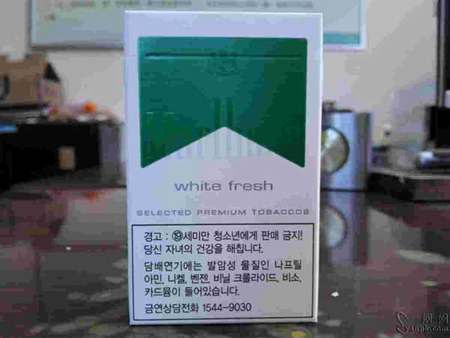 Marlboro
white fresh
SELECTED PREMIUM TOBACCOS
경고 : ⑲세미만 청소년에게 판매 금지!
당신 자녀의 건강을 해칩니다.
담배연기에는 발암성 물질인 나프틸
아민, 니켈, 벤젠, 비닐 크롤라이드, 비소,
카드뮴이 들어있습니다.
금연상담전화 1544-9030